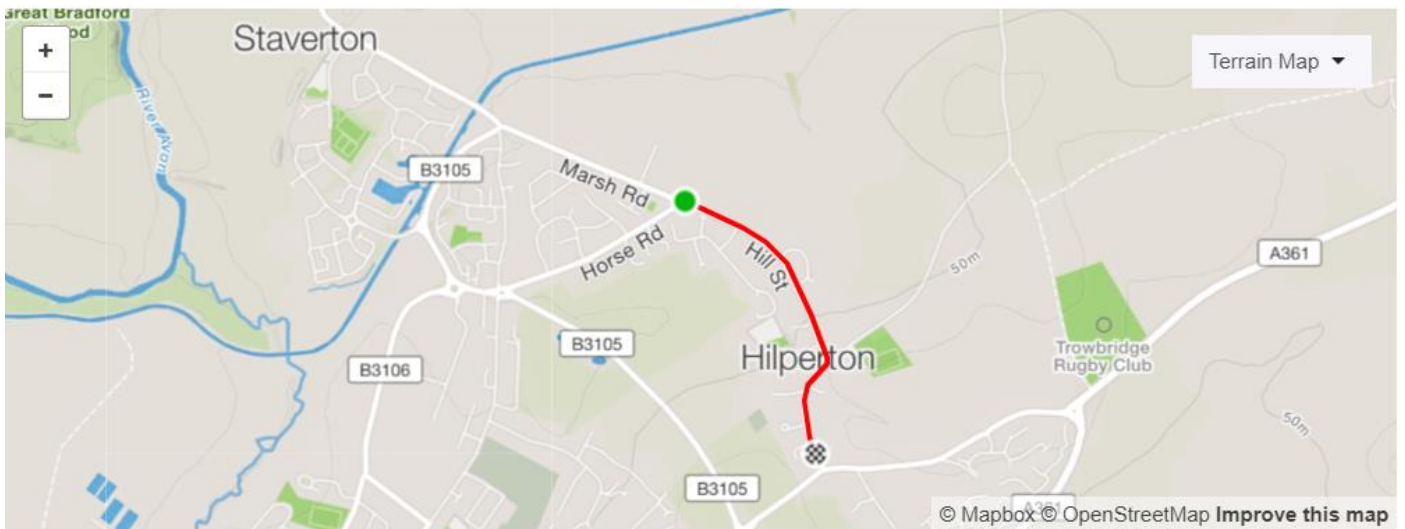 Great Bradford
Staverton
+
Terrain Map
−
River Avon
B3105
Marsh Rd
Horse Rd
Hill St
50m
A361
B3105
Hilperton
Trowbridge
Rugby Club
B3106
50m
B3105
A361
© Mapbox © OpenStreetMap Improve this map